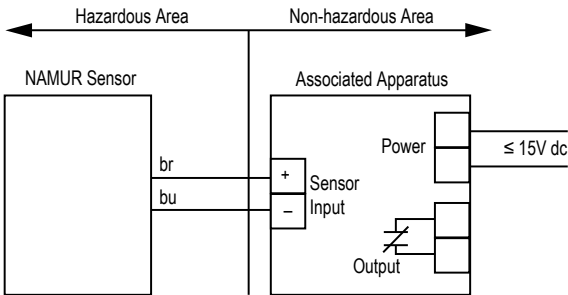 Hazardous Area
Non-hazardous Area
NAMUR Sensor
Associated Apparatus
Power
≤ 15V dc
br
+
Sensor
bu
–
Input
Output